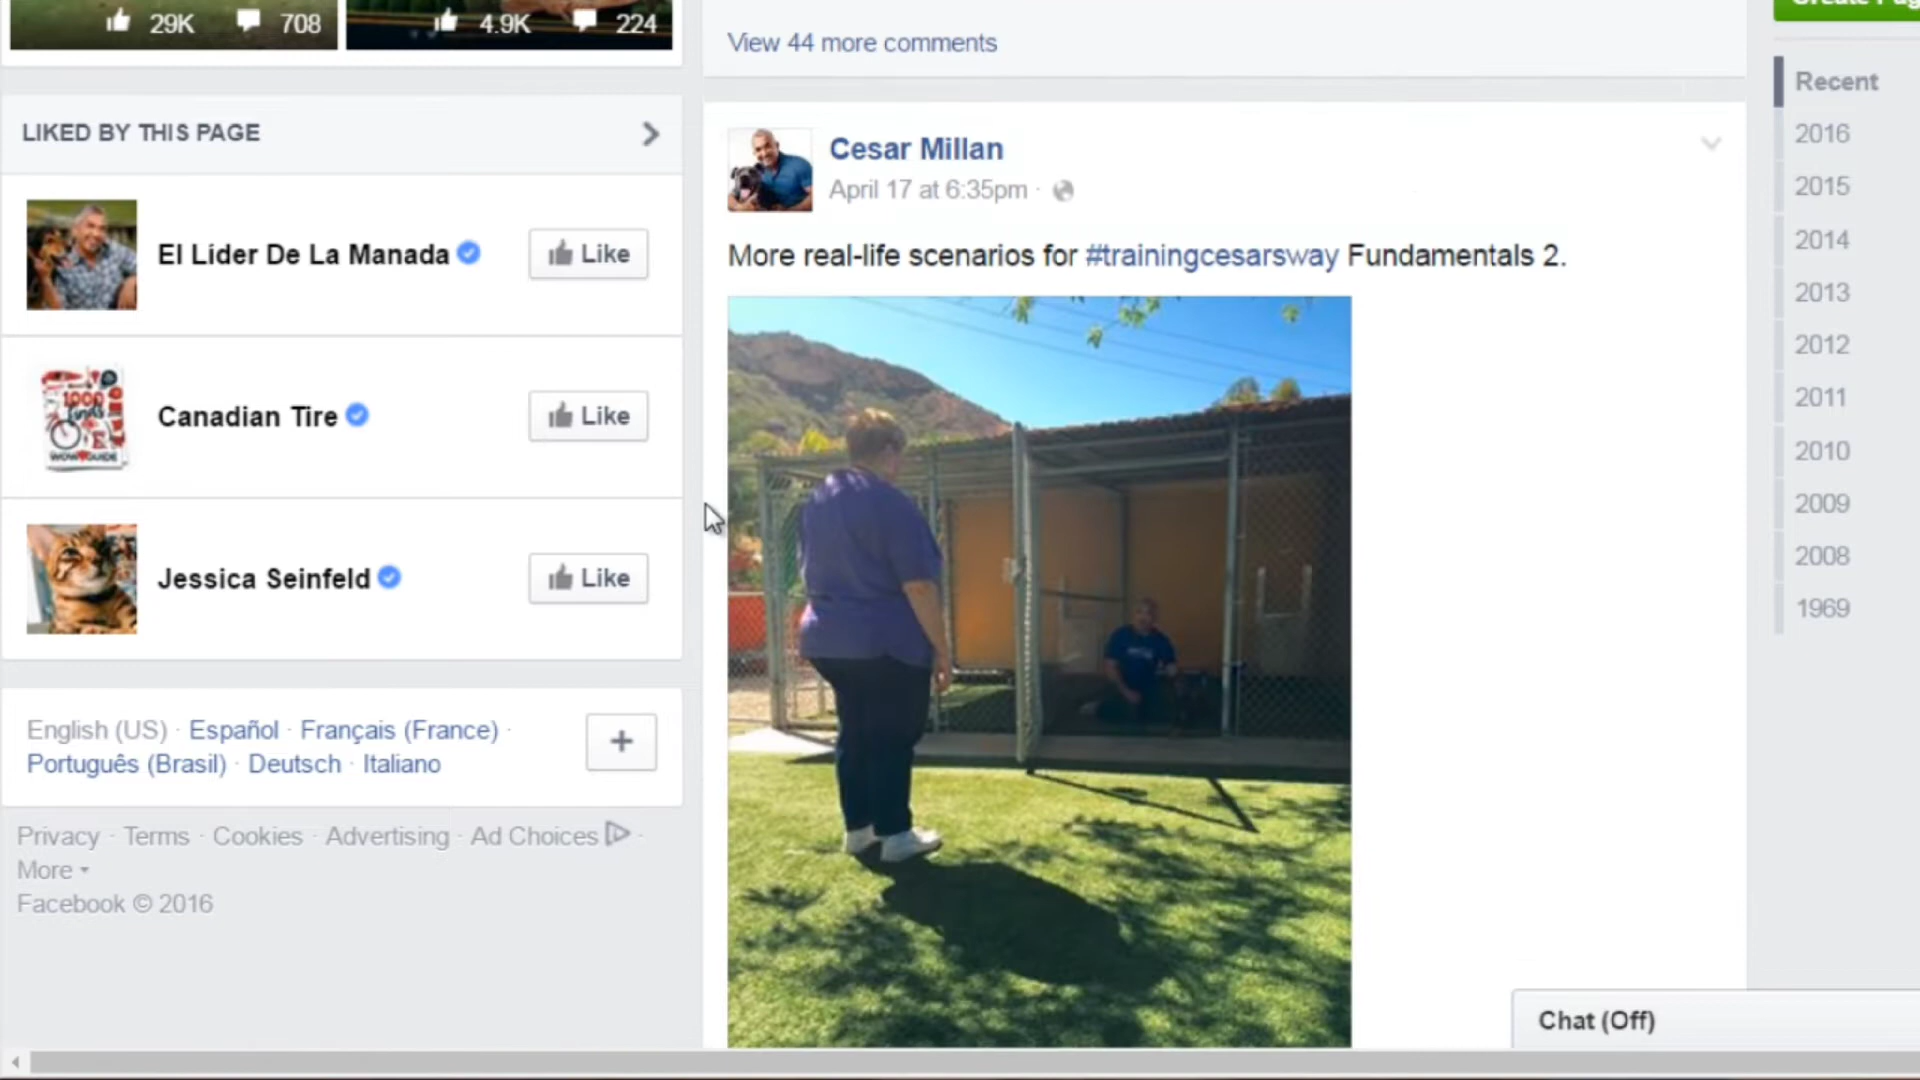 29K 708 4.9K 224
LIKED BY THIS PAGE
El Líder De La Manada
Like
Canadian Tire
Like
Jessica Seinfeld
Like
English (US) · Español · Français (France) ·
Português (Brasil) · Deutsch · Italiano
+
Privacy · Terms · Cookies · Advertising · Ad Choices ·
More
Facebook © 2016
View 44 more comments
Cesar Millan
April 17 at 6:35pm ·
More real-life scenarios for #trainingcesarsway Fundamentals 2.
Recent
2016
2015
2014
2013
2012
2011
2010
2009
2008
1969
Chat (Off)